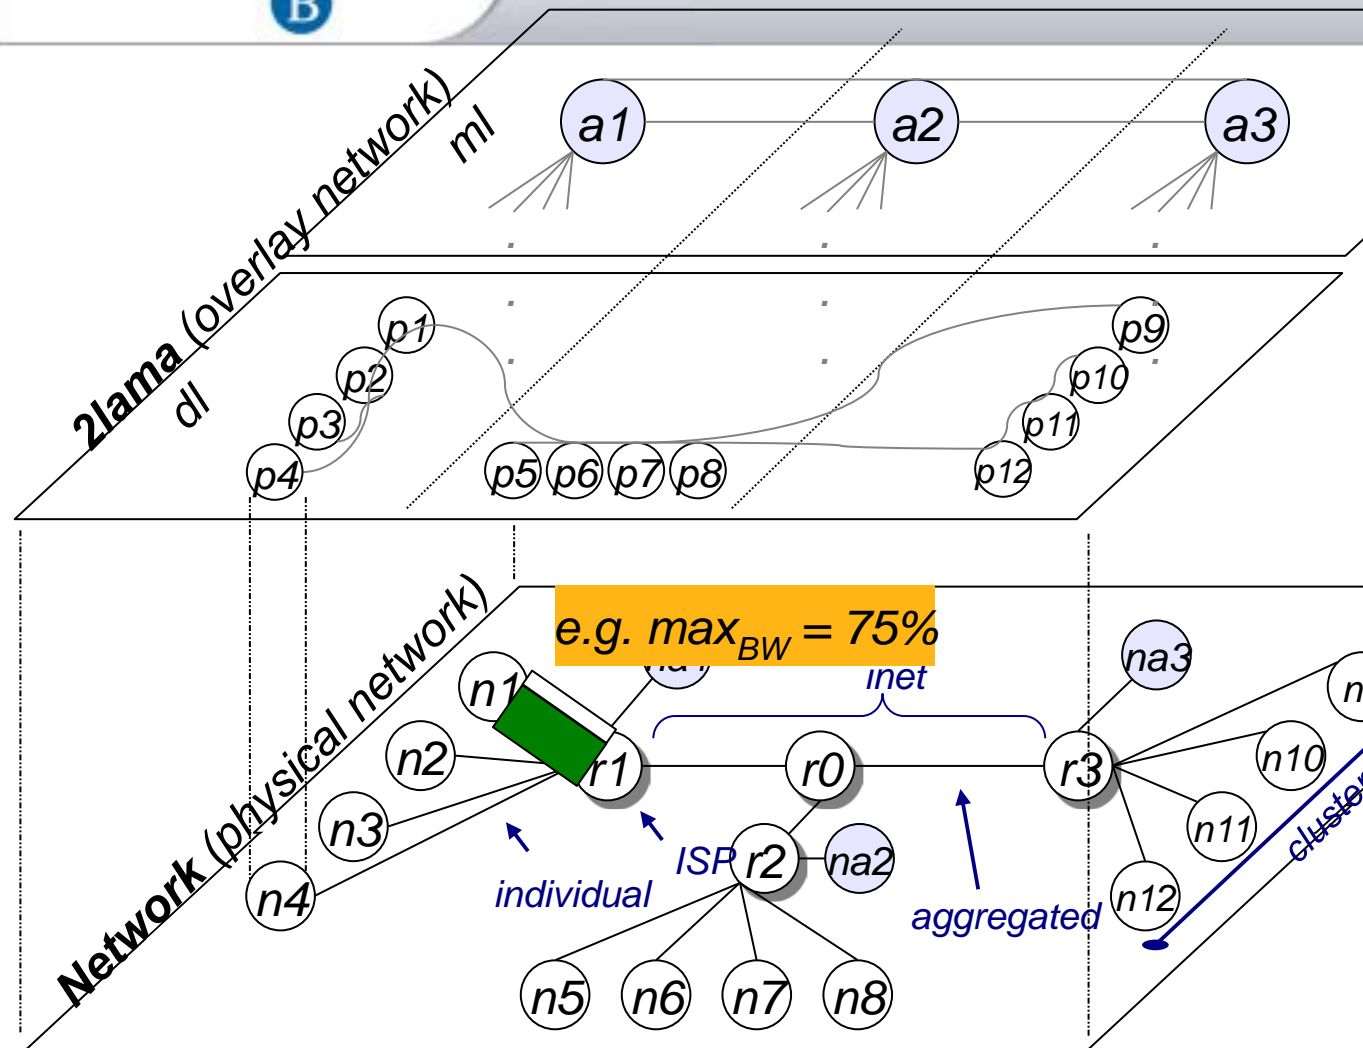 B
2lama (overlay network)
ml
a1
a2
a3
dl
p1
p2
p3
p4
p5
p6
p7
p8
p9
p10
p11
p12
Network (physical network)
e.g. maxBW = 75%
inet
n1
n2
n3
n4
r1
r0
r3
na3
ISP
r2
na2
individual
aggregated
n5
n6
n7
n8
n10
n11
n12
cluster